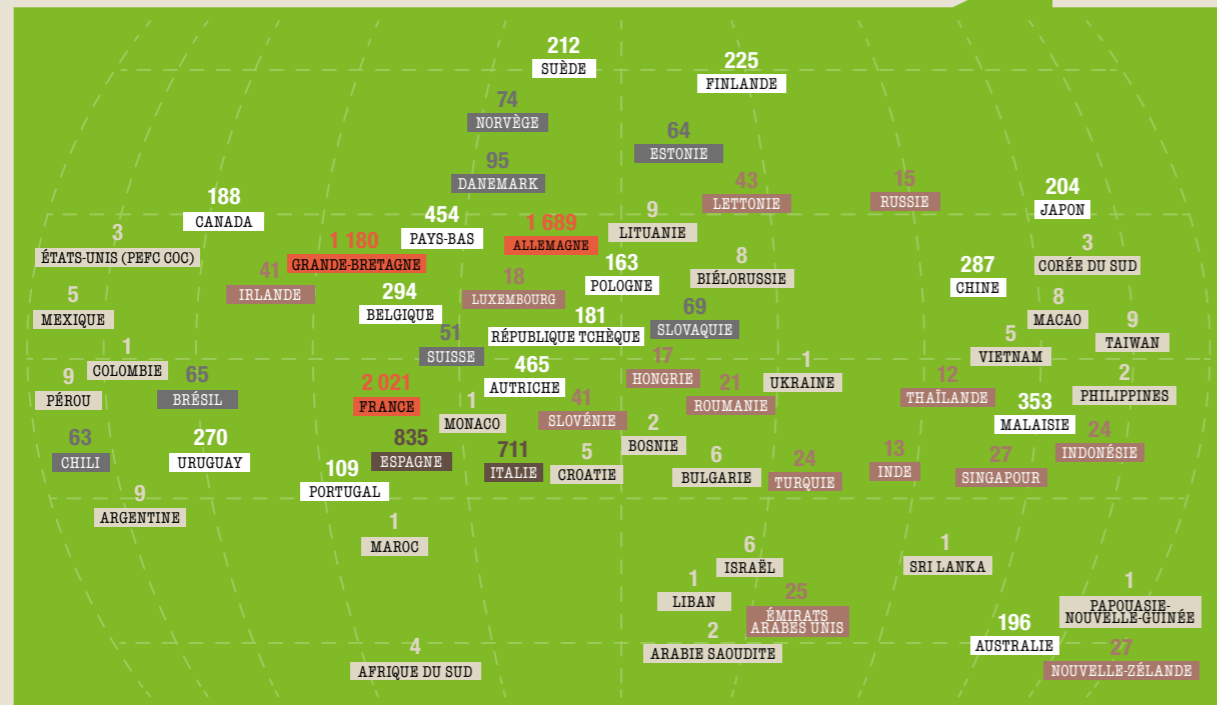 212
SUÈDE
225
FINLANDE
74
NORVÈGE
64
ESTONIE
95
DANEMARK
43
LETTONIE
15
RUSSIE
204
JAPON
188
CANADA
454
PAYS-BAS
1 689
ALLEMAGNE
9
LITUANIE
3
ÉTATS-UNIS (PEFC COC)
1 180
GRANDE-BRETAGNE
163
POLOGNE
8
BIÉLORUSSIE
287
CHINE
3
CORÉE DU SUD
41
IRLANDE
18
LUXEMBOURG
5
MEXIQUE
294
BELGIQUE
181
RÉPUBLIQUE TCHÈQUE
69
SLOVAQUIE
8
MACAO
9
TAIWAN
51
SUISSE
5
VIETNAM
1
COLOMBIE
465
AUTRICHE
17
HONGRIE
1
UKRAINE
9
PÉROU
65
BRÉSIL
2 021
FRANCE
1
MONACO
41
SLOVÉNIE
21
ROUMANIE
12
THAÏLANDE
2
PHILIPPINES
353
MALAISIE
2
BOSNIE
24
INDONÉSIE
63
CHILI
270
URUGUAY
835
ESPAGNE
711
ITALIE
5
CROATIE
6
BULGARIE
24
TURQUIE
13
INDE
27
SINGAPOUR
109
PORTUGAL
9
ARGENTINE
1
MAROC
6
ISRAËL
1
SRI LANKA
1
LIBAN
25
ÉMIRATS
ARABES UNIS
1
PAPOUASIE-
NOUVELLE-GUINÉE
2
ARABIE SAOUDITE
196
AUSTRALIE
4
AFRIQUE DU SUD
27
NOUVELLE-ZÉLANDE